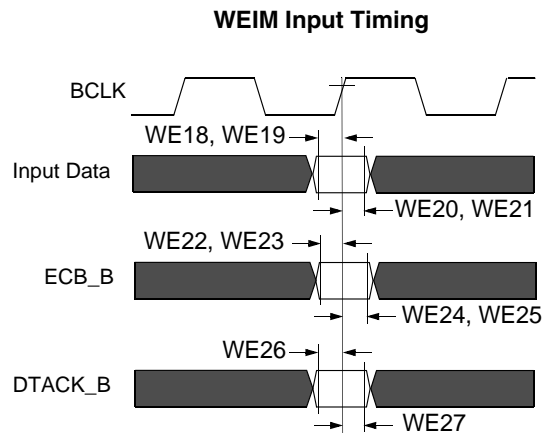 WEIM Input Timing
BCLK
WE18, WE19
Input Data
WE20, WE21
WE22, WE23
ECB_B
WE24, WE25
WE26
DTACK_B
WE27